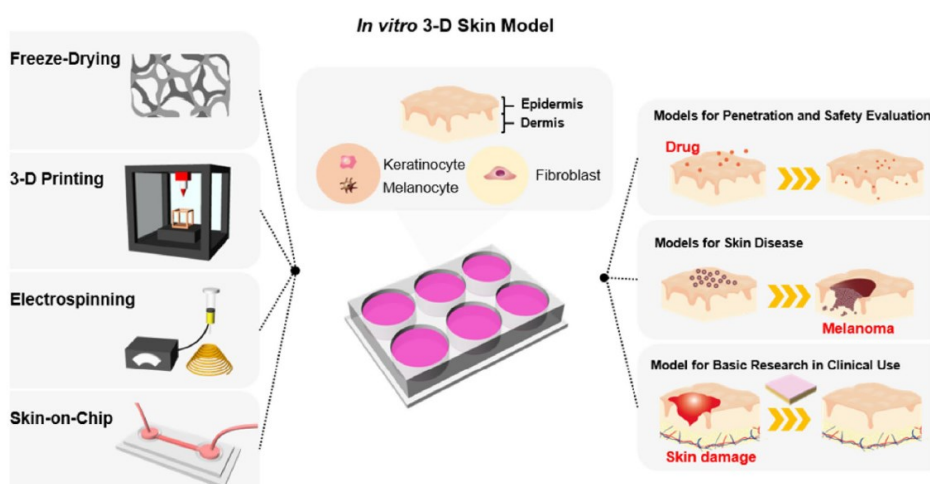 In vitro 3-D Skin Model
Freeze-Drying
3-D Printing
Electrospinning
Skin-on-Chip
Epidermis
Dermis
Keratinocyte
Melanocyte
Fibroblast
Models for Penetration and Safety Evaluation
Drug
Models for Skin Disease
Melanoma
Model for Basic Research in Clinical Use
Skin damage